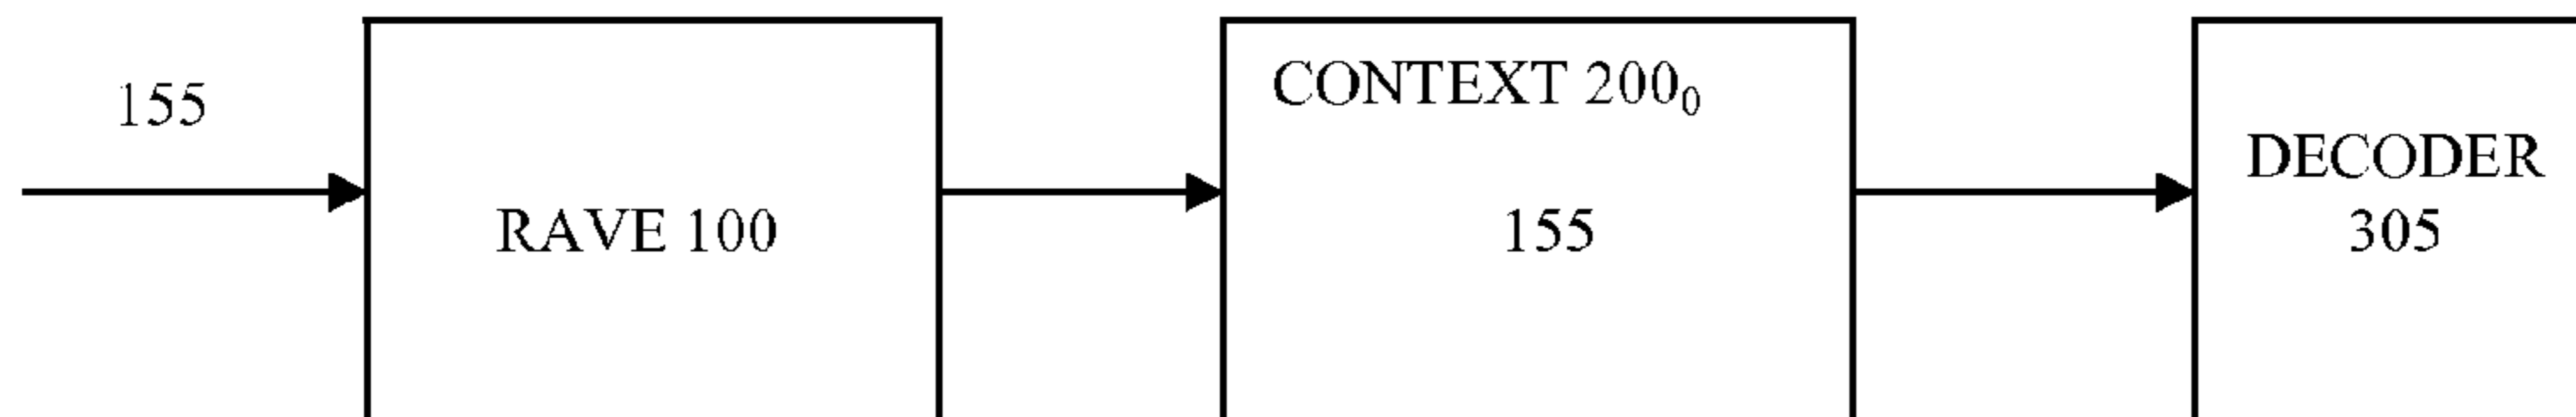 155
RAVE 100
CONTEXT 200₀
155
DECODER
305